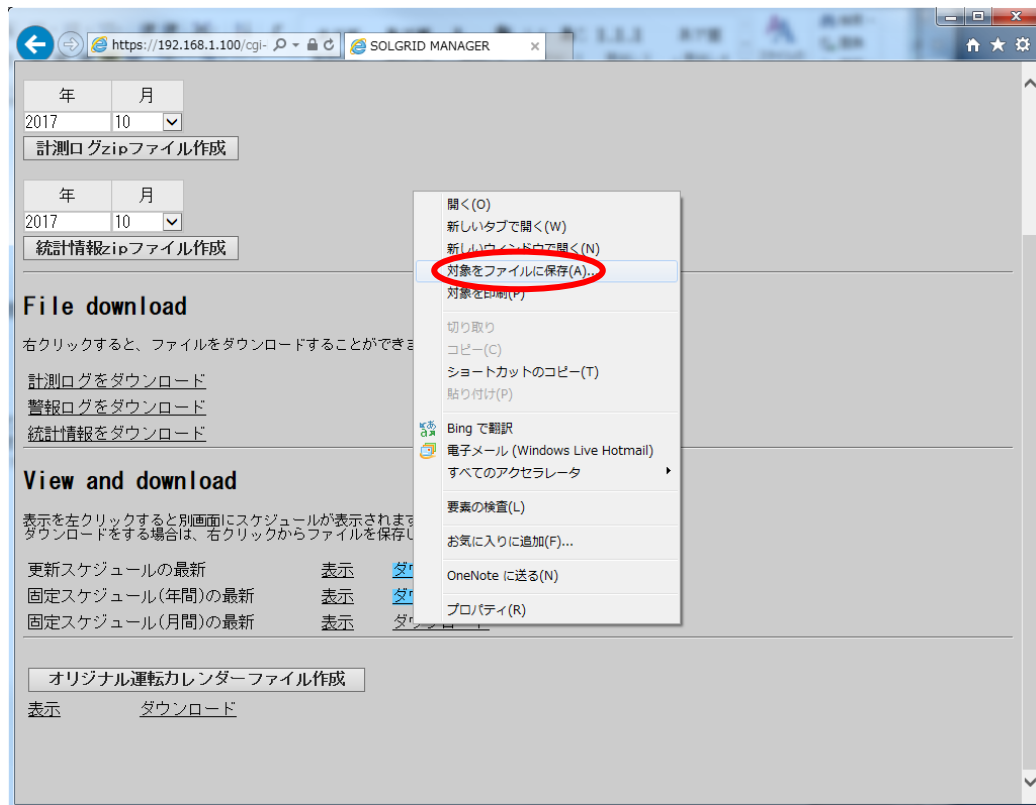 https://192.168.1.100/cgi-
SOLGRID MANAGER
年 月
2017 10
計測ログzipファイル作成
年 月
2017 10
統計情報zipファイル作成
File download
右クリックすると、ファイルをダウンロードすることができま
計測ログをダウンロード
警報ログをダウンロード
統計情報をダウンロード
View and download
表示を左クリックすると別画面にスケジュールが表示されます
ダウンロードをする場合は、右クリックからファイルを保存し
更新スケジュールの最新 表示 ダウ
固定スケジュール(年間)の最新 表示 ダウ
固定スケジュール(月間)の最新 表示 ダウンロード
オリジナル運転カレンダーファイル作成
表示 ダウンロード
開く(O)
新しいタブで開く(W)
新しいウィンドウで開く(N)
対象をファイルに保存(A)...
対象を印刷(P)
切り取り
コピー(C)
ショートカットのコピー(T)
貼り付け(P)
Bing で翻訳
電子メール (Windows Live Hotmail)
すべてのアクセラレータ
要素の検査(L)
お気に入りに追加(F)...
OneNote に送る(N)
プロパティ(R)